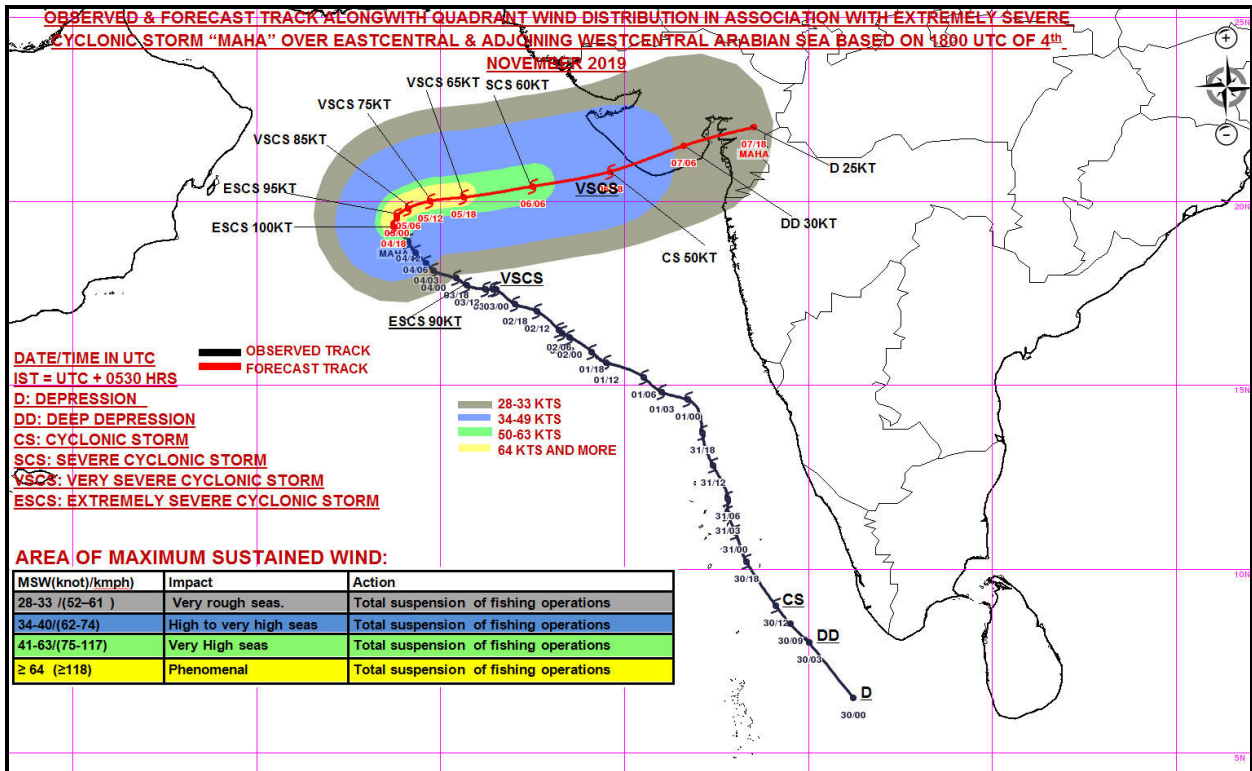 OBSERVED & FORECAST TRACK ALONGWITH QUADRANT WIND DISTRIBUTION IN ASSOCIATION WITH EXTREMELY SEVERE
CYCLONIC STORM “MAHA” OVER EASTCENTRAL & ADJOINING WESTCENTRAL ARABIAN SEA BASED ON 1800 UTC OF 4th
NOVEMBER 2019
25N
VSCS 65KT
SCS 60KT
VSCS 75KT
VSCS 85KT
ESCS 95KT
ESCS 100KT
07/18
MAHA
07/06
D 25KT
VSCS
06/06
05/18
05/12
05/06
04/18
MAHA
20N
DD 30KT
CS 50KT
04/12
04/06
04/03
04/00
03/18
03/12
03/00
VSCS
ESCS 90KT
02/18
02/12
02/06
02/00
01/18
01/12
01/06
01/03
01/00
31/18
31/12
31/06
31/03
31/00
30/18
CS
30/12
DD
30/09
30/03
D
30/00
15N
10N
5N
OBSERVED TRACK
FORECAST TRACK
DATE/TIME IN UTC
IST = UTC + 0530 HRS
D: DEPRESSION
DD: DEEP DEPRESSION
CS: CYCLONIC STORM
SCS: SEVERE CYCLONIC STORM
VSCS: VERY SEVERE CYCLONIC STORM
ESCS: EXTREMELY SEVERE CYCLONIC STORM
28-33 KTS
34-49 KTS
50-63 KTS
64 KTS AND MORE
AREA OF MAXIMUM SUSTAINED WIND:
MSW(knot)/kmph) Impact Action
28-33 /(52–61 ) Very rough seas. Total suspension of fishing operations
34-40/(62-74) High to very high seas Total suspension of fishing operations
41-63/(75-117) Very High seas Total suspension of fishing operations
≥ 64 (≥118) Phenomenal Total suspension of fishing operations